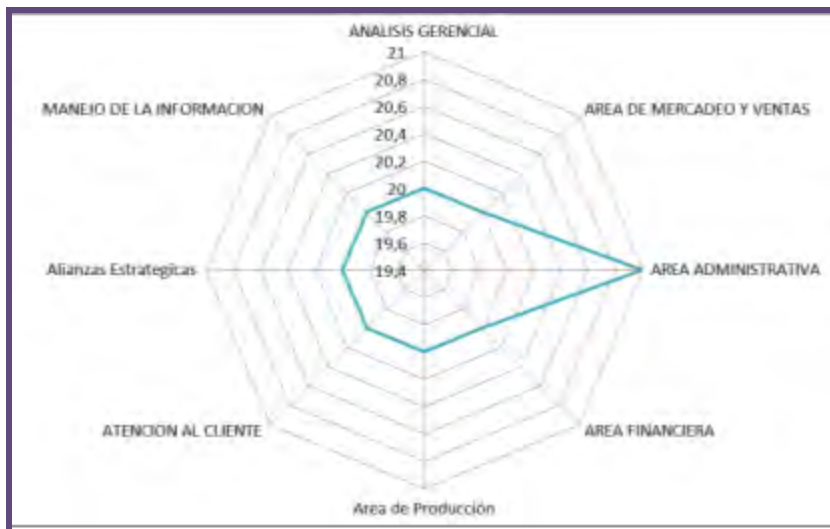 ANALISIS GERENCIAL
21
20,8
MANEJO DE LA INFORMACION
AREA DE MERCADEO Y VENTAS
20,6
20,4
20,2
20
19,8
19,6
Alianzas Estrategicas
19,4
AREA ADMINISTRATIVA
ATENCION AL CLIENTE
AREA FINANCIERA
Area de Producción